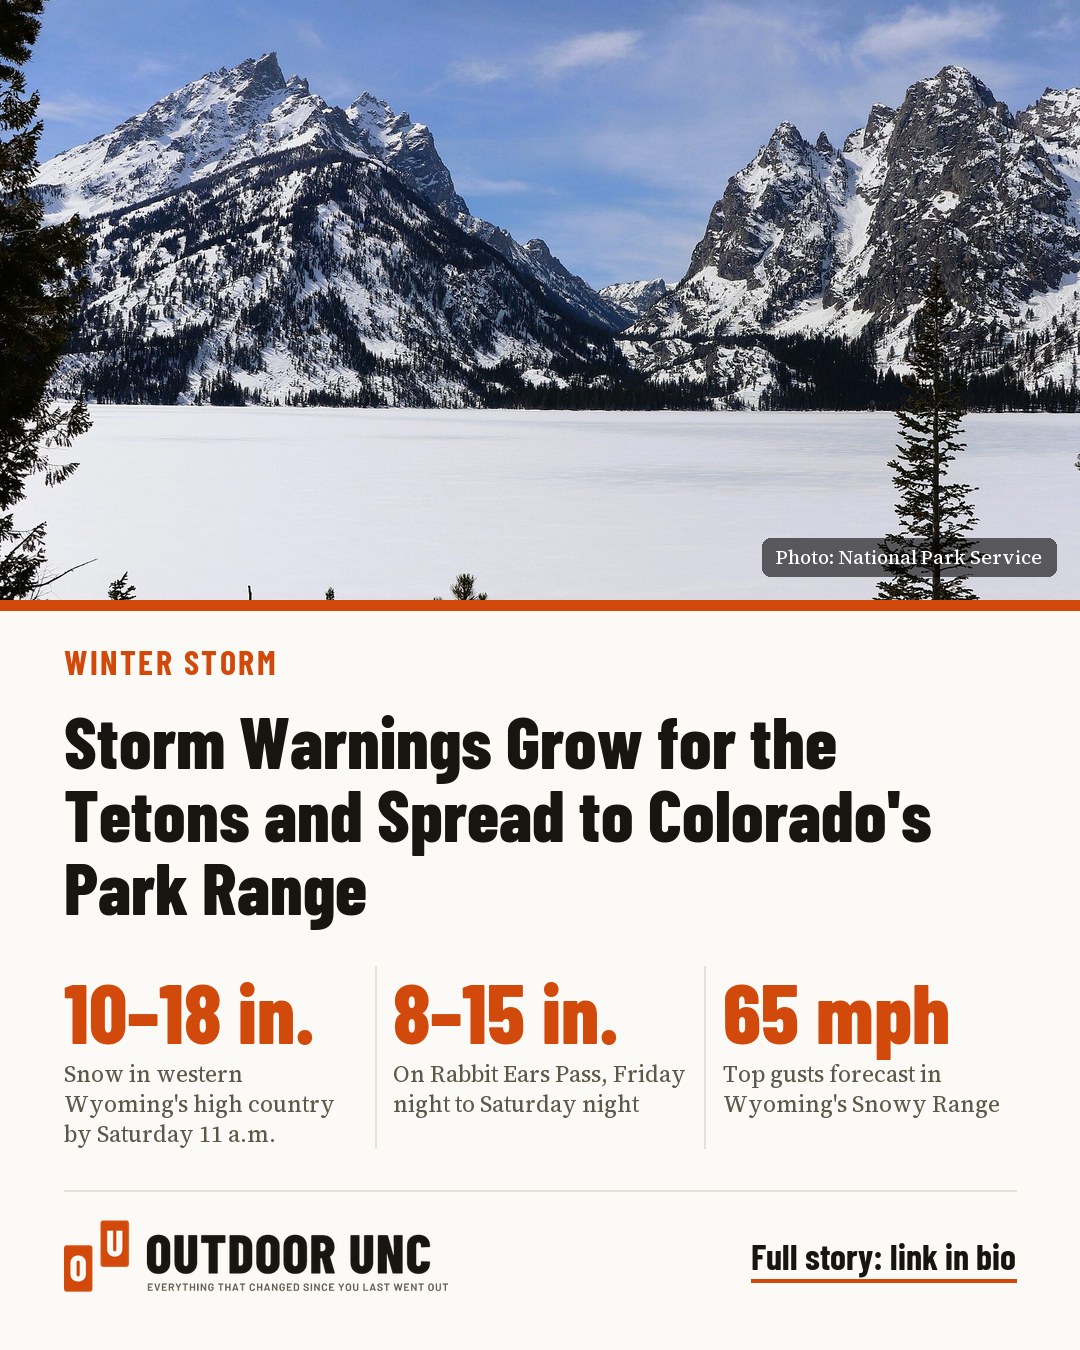 Photo: National Park Service
WINTER STORM
Storm Warnings Grow for the
Tetons and Spread to Colorado's
Park Range
10–18 in.
Snow in western
Wyoming's high country
by Saturday 11 a.m.
8–15 in.
On Rabbit Ears Pass, Friday
night to Saturday night
65 mph
Top gusts forecast in
Wyoming's Snowy Range
O U
OUTDOOR UNC
EVERYTHING THAT CHANGED SINCE YOU LAST WENT OUT
Full story: link in bio